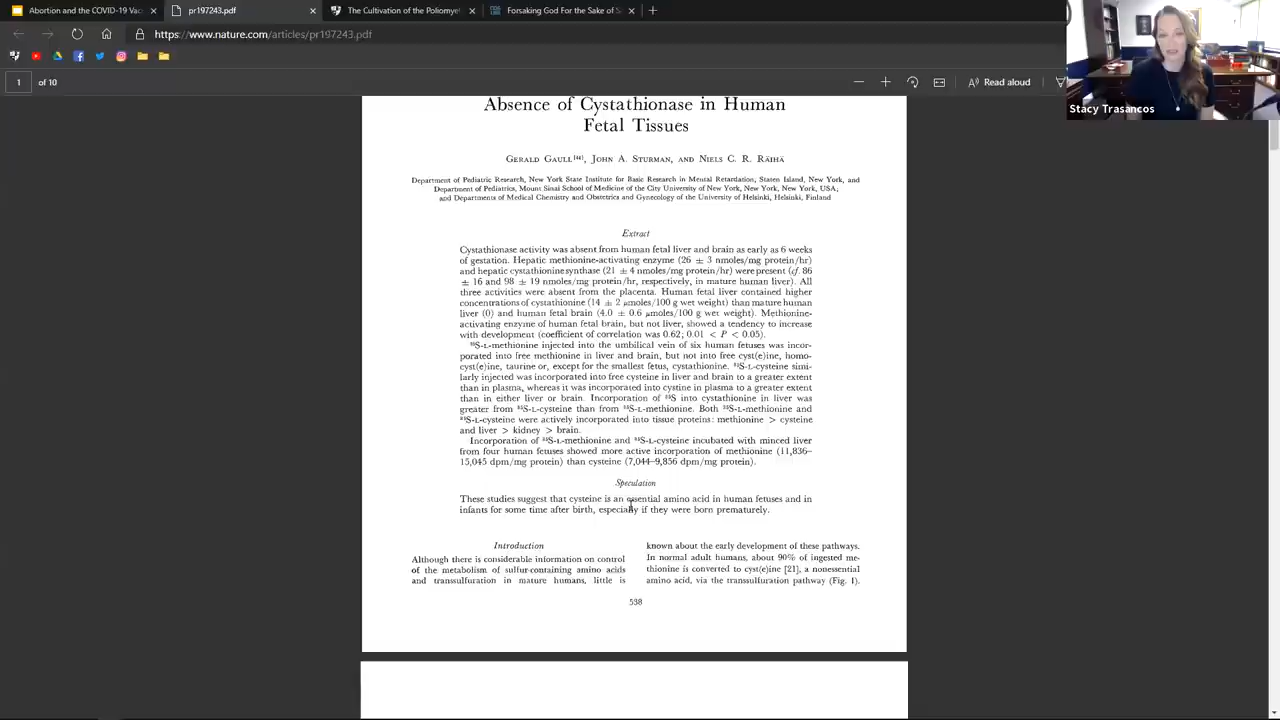 Abortion and the COVID-19 Vac
pr197243.pdf
The Cultivation of the Poliomye
Forsaking God For the Sake of S
https://www.nature.com/articles/pr197243.pdf
1 of 10
Read aloud
Stacy Trasancos
Absence of Cystathionase in Human
Fetal Tissues
GERALD GAULL[44], JOHN A. STURMAN, AND NIELS C. R. RÄIHÄ
Department of Pediatric Research, New York State Institute for Basic Research in Mental Retardation, Staten Island, New York, and
Department of Pediatrics, Mount Sinai School of Medicine of the City University of New York, New York, New York, USA;
and Departments of Medical Chemistry and Obstetrics and Gynecology of the University of Helsinki, Helsinki, Finland
Extract
Cystathionase activity was absent from human fetal liver and brain as early as 6 weeks
of gestation. Hepatic methionine-activating enzyme (26 ± 3 nmoles/mg protein/hr)
and hepatic cystathionine synthase (21 ± 4 nmoles/mg protein/hr) were present (cf. 86
± 16 and 98 ± 19 nmoles/mg protein/hr, respectively, in mature human liver). All
three activities were absent from the placenta. Human fetal liver contained higher
concentrations of cystathionine (14 ± 2 μmoles/100 g wet weight) than mature human
liver (0) and human fetal brain (4.0 ± 0.6 μmoles/100 g wet weight). Methionine-
activating enzyme of human fetal brain, but not liver, showed a tendency to increase
with development (coefficient of correlation was 0.62; 0.01 < P < 0.05).
³⁵S-L-methionine injected into the umbilical vein of six human fetuses was incor-
porated into free methionine in liver and brain, but not into free cyst(e)ine, homo-
cyst(e)ine, taurine or, except for the smallest fetus, cystathionine. ³⁵S-L-cysteine simi-
larly injected was incorporated into free cysteine in liver and brain to a greater extent
than in plasma, whereas it was incorporated into cystine in plasma to a greater extent
than in either liver or brain. Incorporation of ³⁵S into cystathionine in liver was
greater from ³⁵S-L-cysteine than from ³⁵S-L-methionine. Both ³⁵S-L-methionine and
³⁵S-L-cysteine were actively incorporated into tissue proteins: methionine > cysteine
and liver > kidney > brain.
Incorporation of ³⁵S-L-methionine and ³⁵S-L-cysteine incubated with minced liver
from four human fetuses showed more active incorporation of methionine (11,836–
15,045 dpm/mg protein) than cysteine (7,044–9,856 dpm/mg protein).
Speculation
These studies suggest that cysteine is an essential amino acid in human fetuses and in
infants for some time after birth, especially if they were born prematurely.
Introduction
Although there is considerable information on control
of the metabolism of sulfur-containing amino acids
and transsulfuration in mature humans, little is
known about the early development of these pathways.
In normal adult humans, about 90% of ingested me-
thionine is converted to cyst(e)ine [21], a nonessential
amino acid, via the transsulfuration pathway (Fig. 1).
538